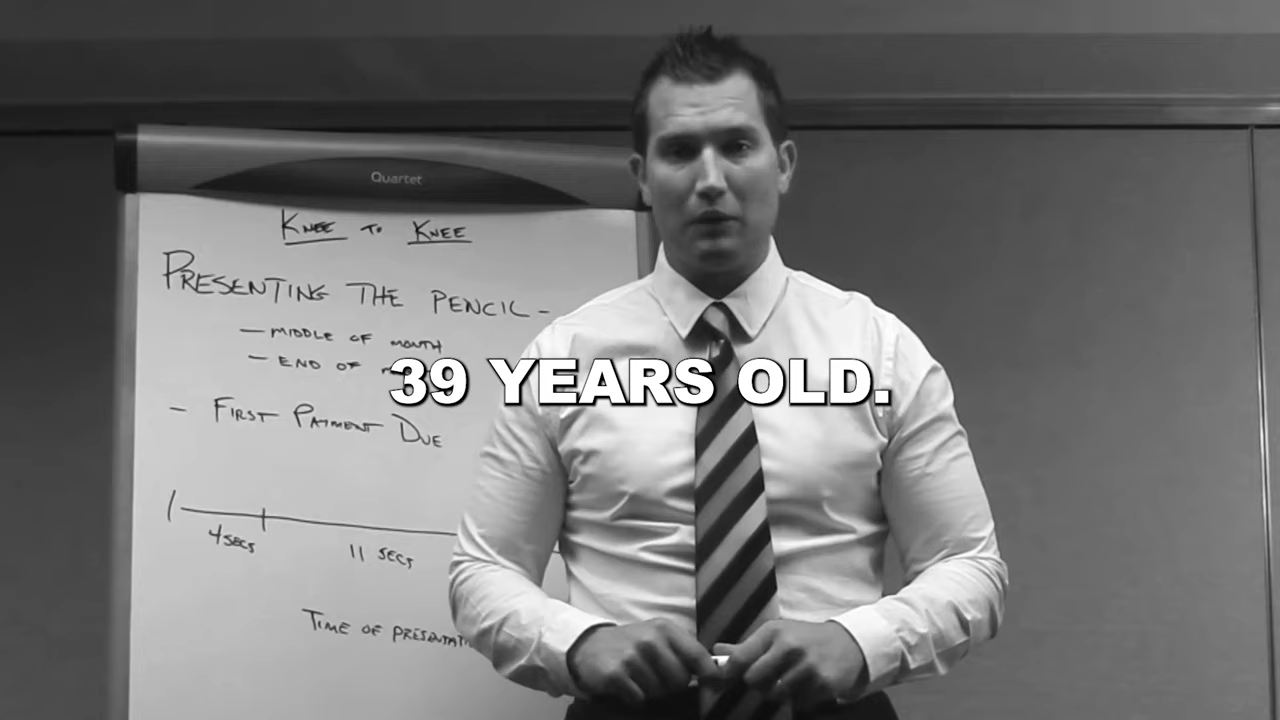 Quartet
KNEE TO KNEE
PRESENTING THE PENCIL -
- MIDDLE OF MONTH
- END OF
39 YEARS OLD.
- FIRST PAYMENT DUE
4 SECS
11 SECS
TIME OF